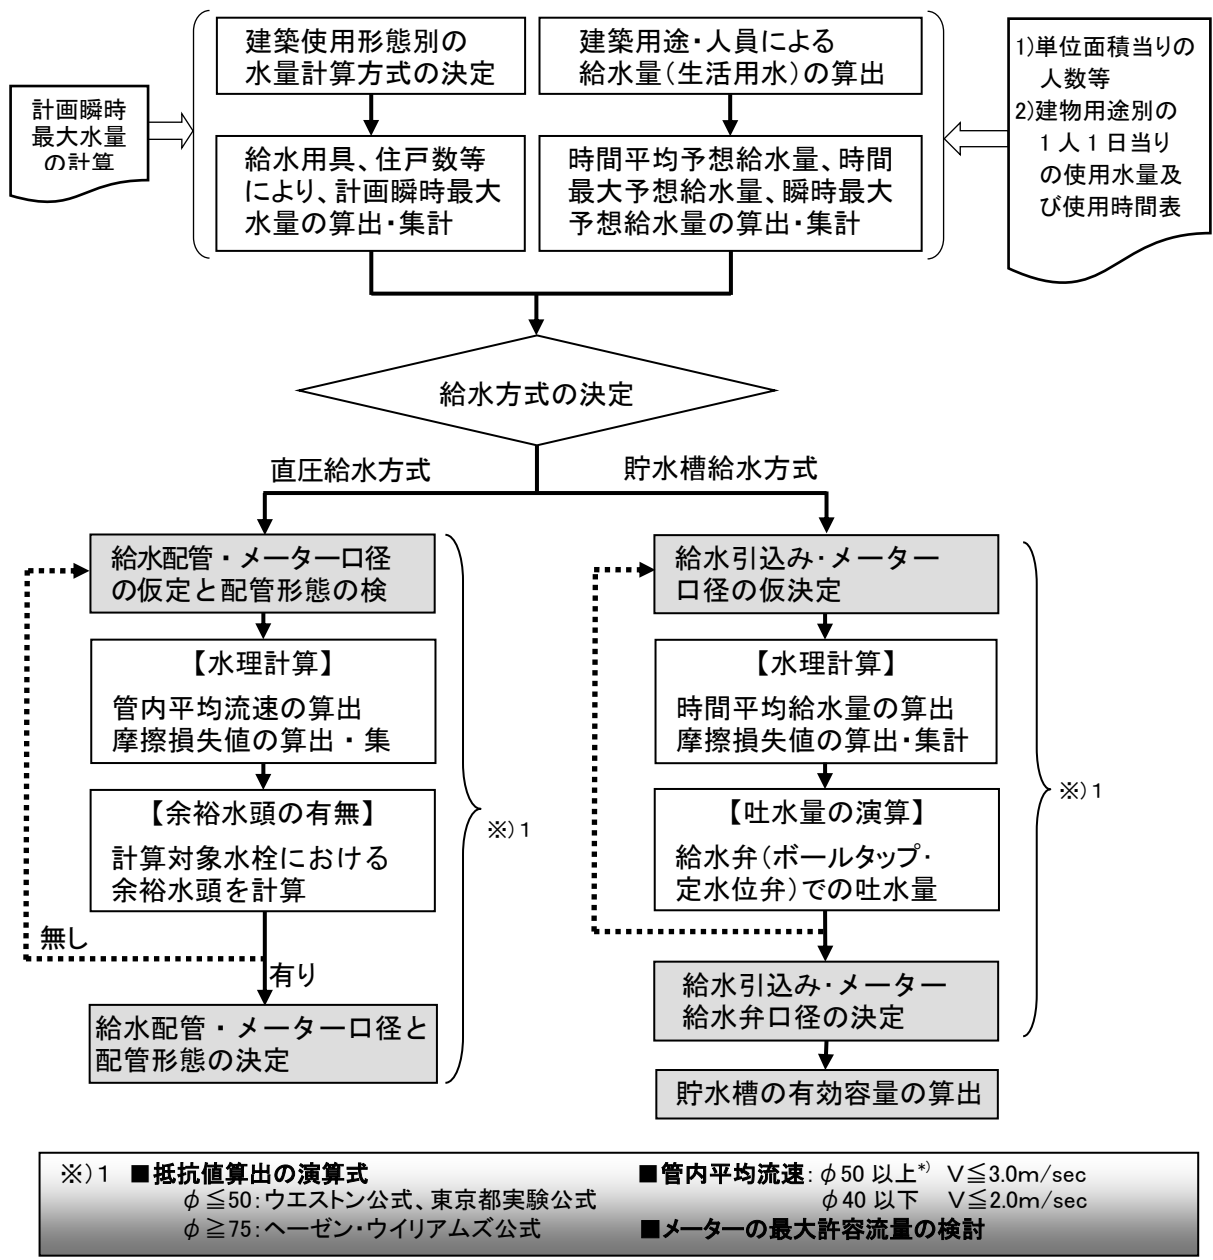 建築使用形態別の
水量計算方式の決定
建築用途・人員による
給水量(生活用水)の算出
1)単位面積当りの
人数等
2)建物用途別の
1人1日当り
の使用水量及
び使用時間表
計画瞬時
最大水量
の計算
給水用具、住戸数等
により、計画瞬時最大
水量の算出・集計
時間平均予想給水量、時間
最大予想給水量、瞬時最大
予想給水量の算出・集計
給水方式の決定
直圧給水方式
貯水槽給水方式
給水配管・メーター口径
の仮定と配管形態の検
【水理計算】
管内平均流速の算出
摩擦損失値の算出・集
【余裕水頭の有無】
計算対象水栓における
余裕水頭を計算
※)1
無し
有り
給水配管・メーター口径と
配管形態の決定
給水引込み・メーター
口径の仮決定
【水理計算】
時間平均給水量の算出
摩擦損失値の算出・集計
【吐水量の演算】
給水弁(ボールタップ・
定水位弁)での吐水量
※)1
給水引込み・メーター
給水弁口径の決定
貯水槽の有効容量の算出
※)1 ■抵抗値算出の演算式
φ≦50:ウエストン公式、東京都実験公式
φ≧75:ヘーゼン・ウイリアムズ公式
■管内平均流速:φ50以上*) V≦3.0m/sec
φ40以下 V≦2.0m/sec
■メーターの最大許容流量の検討